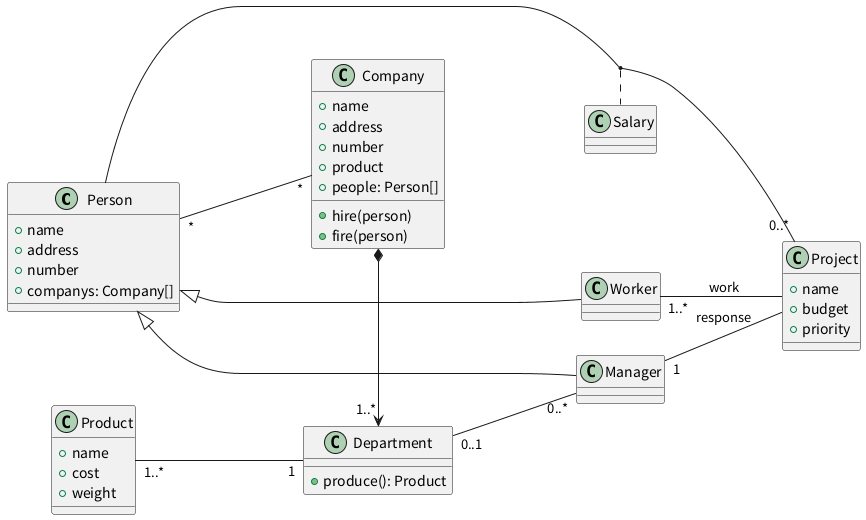 C Company
name
address
number
product
people: Person[]
hire(person)
fire(person)
C Salary
C Person
name
address
number
companys: Company[]
*
*
0..*
C Project
name
budget
priority
C Worker
1..*
work
response
C Manager
1
0..*
0..1
1..*
C Department
produce(): Product
C Product
name
cost
weight
1..*
1